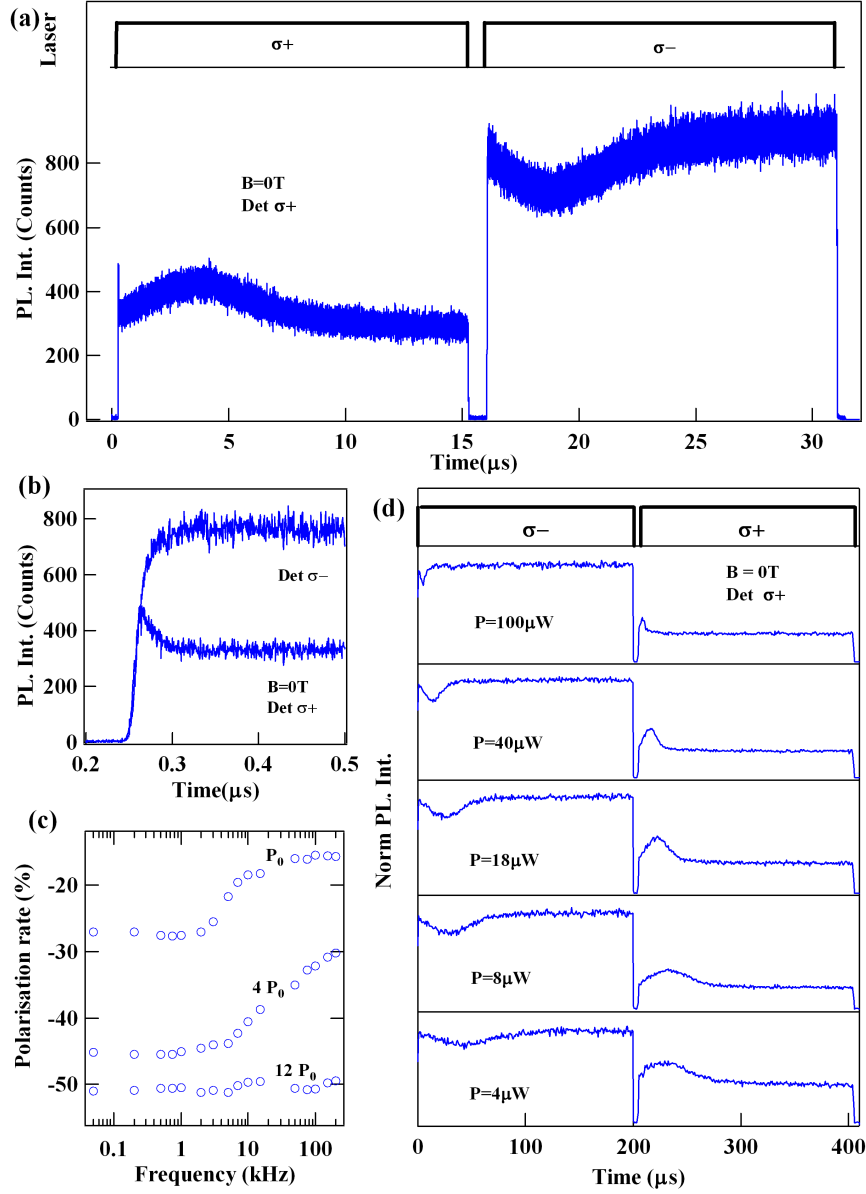 (a)
Laser
σ+
σ−
B=0T
Det σ+
PL. Int. (Counts)
800
600
400
200
0
0 5 10 15 20 25 30
Time(μs)
(b)
PL. Int. (Counts)
800
600
400
200
0
Det σ−
B=0T
Det σ+
0.2 0.3 0.4 0.5
Time(μs)
(c)
Polarisation rate (%)
-20
-30
-40
-50
P0
4 P0
12 P0
0.1 1 10 100
Frequency (kHz)
(d)
σ− σ+
B = 0T
Det σ+
P=100μW
P=40μW
P=18μW
P=8μW
P=4μW
Norm PL. Int.
0 100 200 300 400
Time (μs)